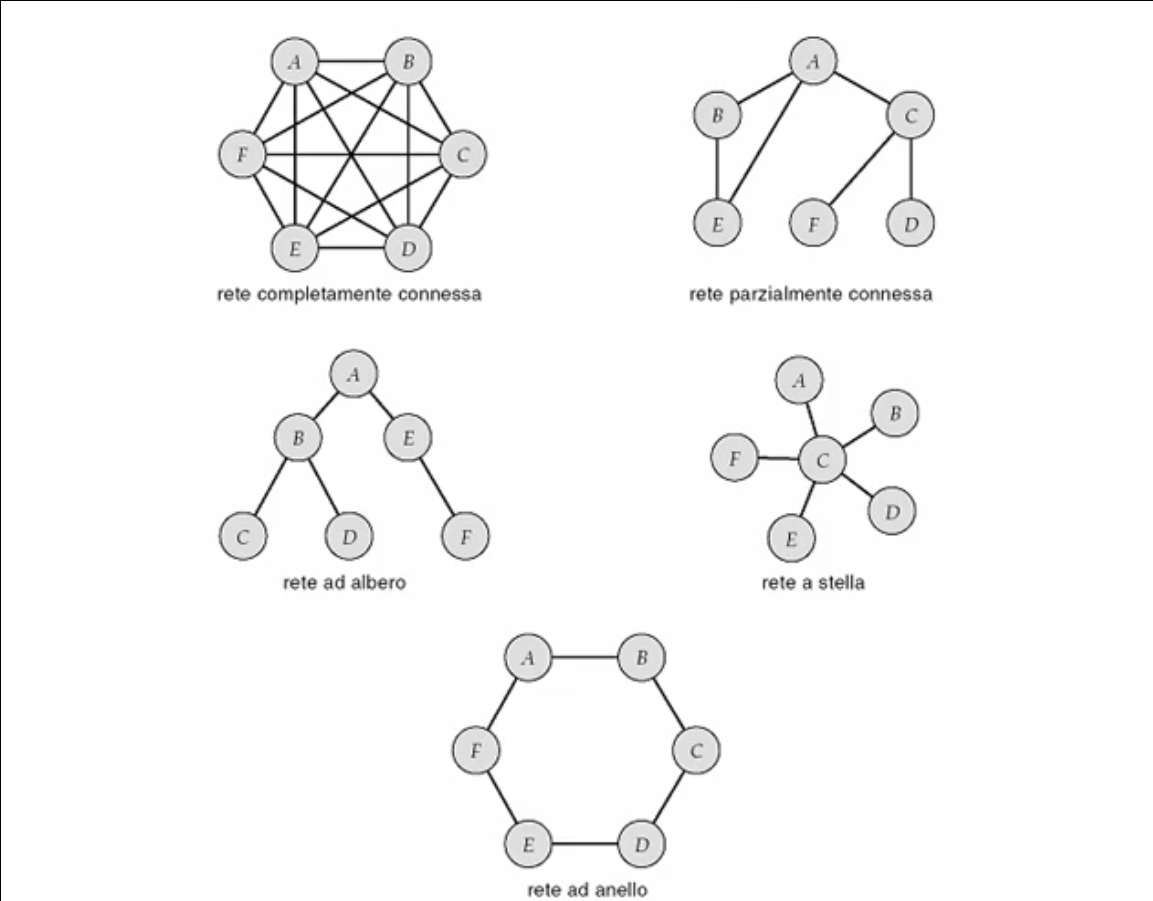 A B
F C
E D
rete completamente connessa
A
B C
E F D
rete parzialmente connessa
A
B E
C D F
rete ad albero
A
B
F C
D
E
rete a stella
A B
F C
E D
rete ad anello